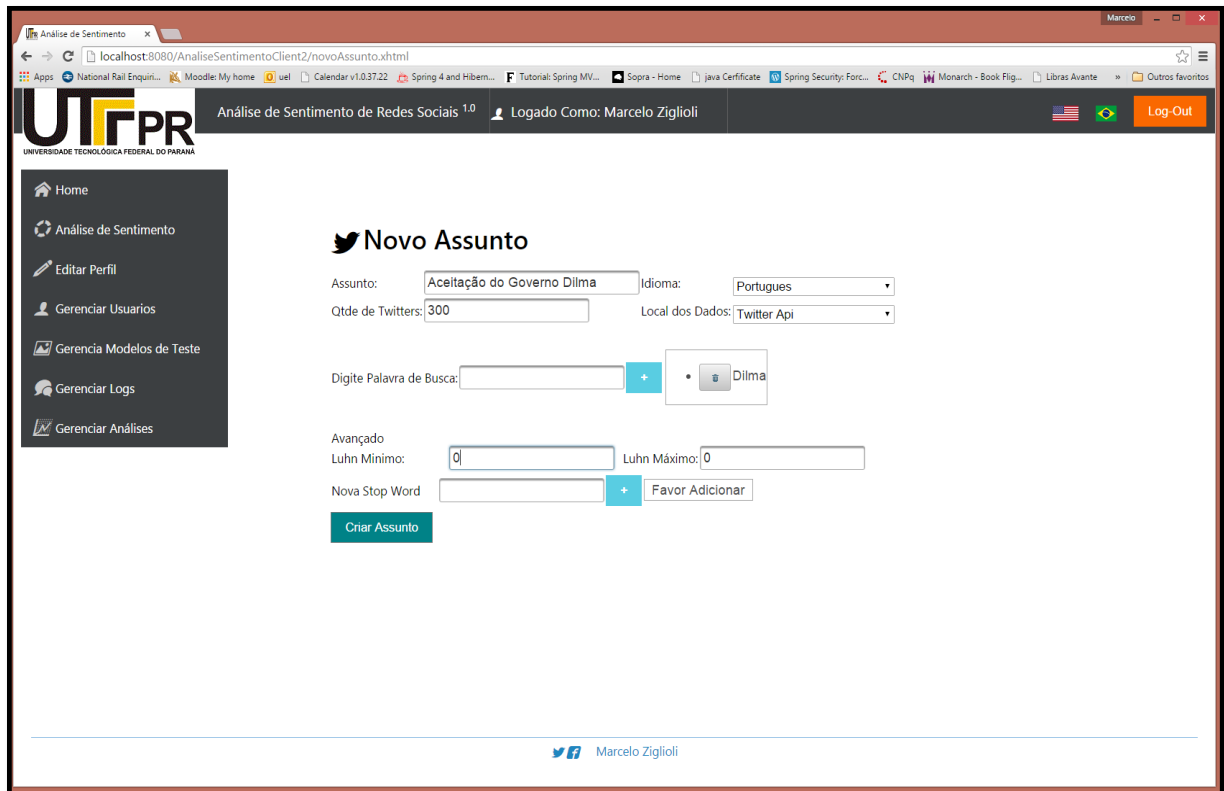 Marcelo
UTFPR Análise de Sentimento x
localhost:8080/AnaliseSentimentoClient2/novoAssunto.xhtml
Apps National Rail Enquiri... Moodle: My home uel Calendar v1.0.37.22 Spring 4 and Hibern... Tutorial: Spring MV... Sopra - Home java Cerfificate Spring Security: Forc... CNPq Monarch - Book Flig... Libras Avante » Outros favoritos
UTFPR
UNIVERSIDADE TECNOLÓGICA FEDERAL DO PARANÁ
Análise de Sentimento de Redes Sociais 1.0 Logado Como: Marcelo Ziglioli Log-Out
Home
Análise de Sentimento
Editar Perfil
Gerenciar Usuarios
Gerencia Modelos de Teste
Gerenciar Logs
Gerenciar Análises
Novo Assunto
Assunto: Aceitação do Governo Dilma Idioma: Portugues
Qtde de Twitters: 300 Local dos Dados: Twitter Api
Digite Palavra de Busca: + • Dilma
Avançado
Luhn Minimo: 0 Luhn Máximo: 0
Nova Stop Word + Favor Adicionar
Criar Assunto
Marcelo Ziglioli